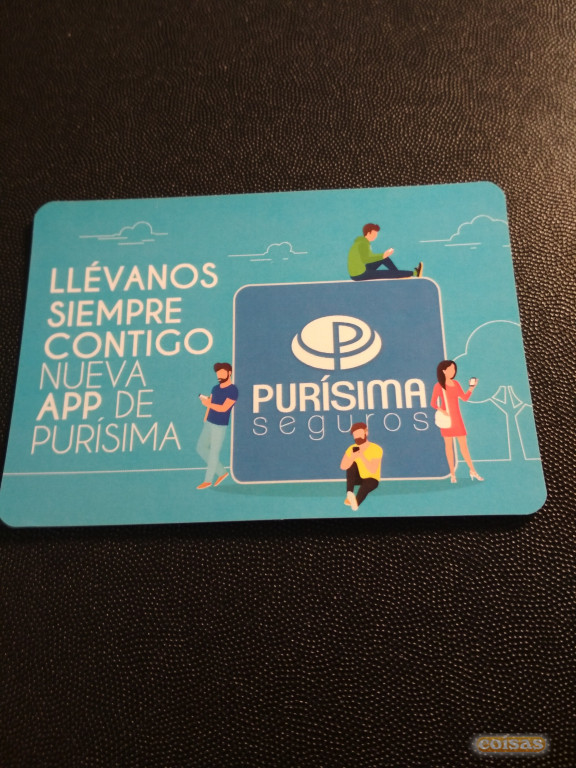 LLÉVANOS
SIEMPRE
CONTIGO
NUEVA
APP DE
PURÍSIMA
PURÍSIMA
seguros
coisas